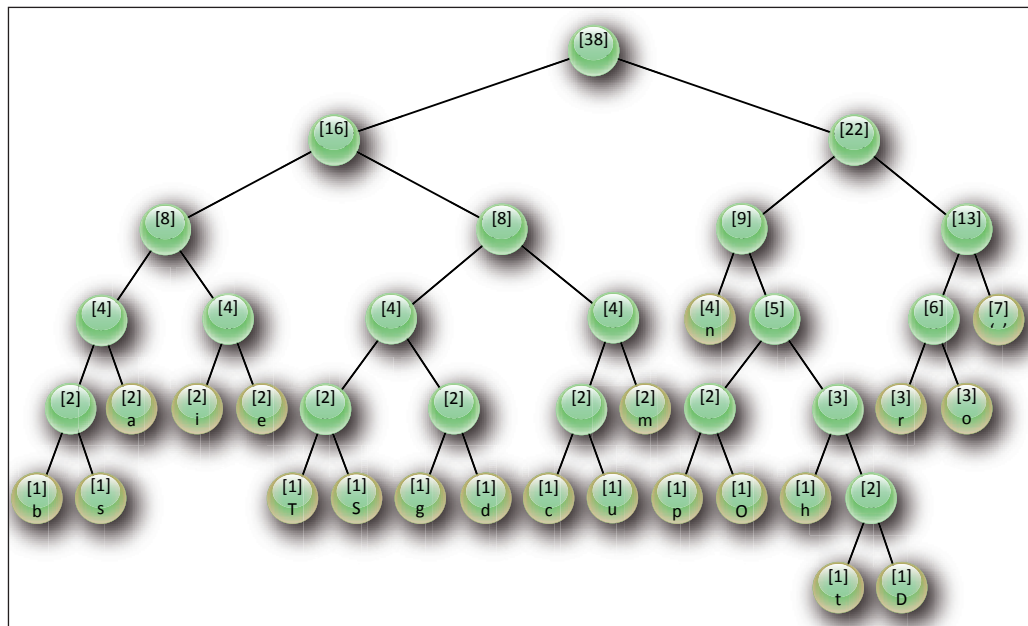 [38]
[16] [22]
[8] [8] [9] [13]
[4] [4] [4] [4] [4] [5] [6] [7]
n ‘ ’
[2] [2] [2] [2] [2] [2] [2] [2] [2] [3] [3] [3]
a i e m r o
[1] [1] [1] [1] [1] [1] [1] [1] [1] [1] [1] [2]
b s T S g d c u p O h
[1] [1]
t D